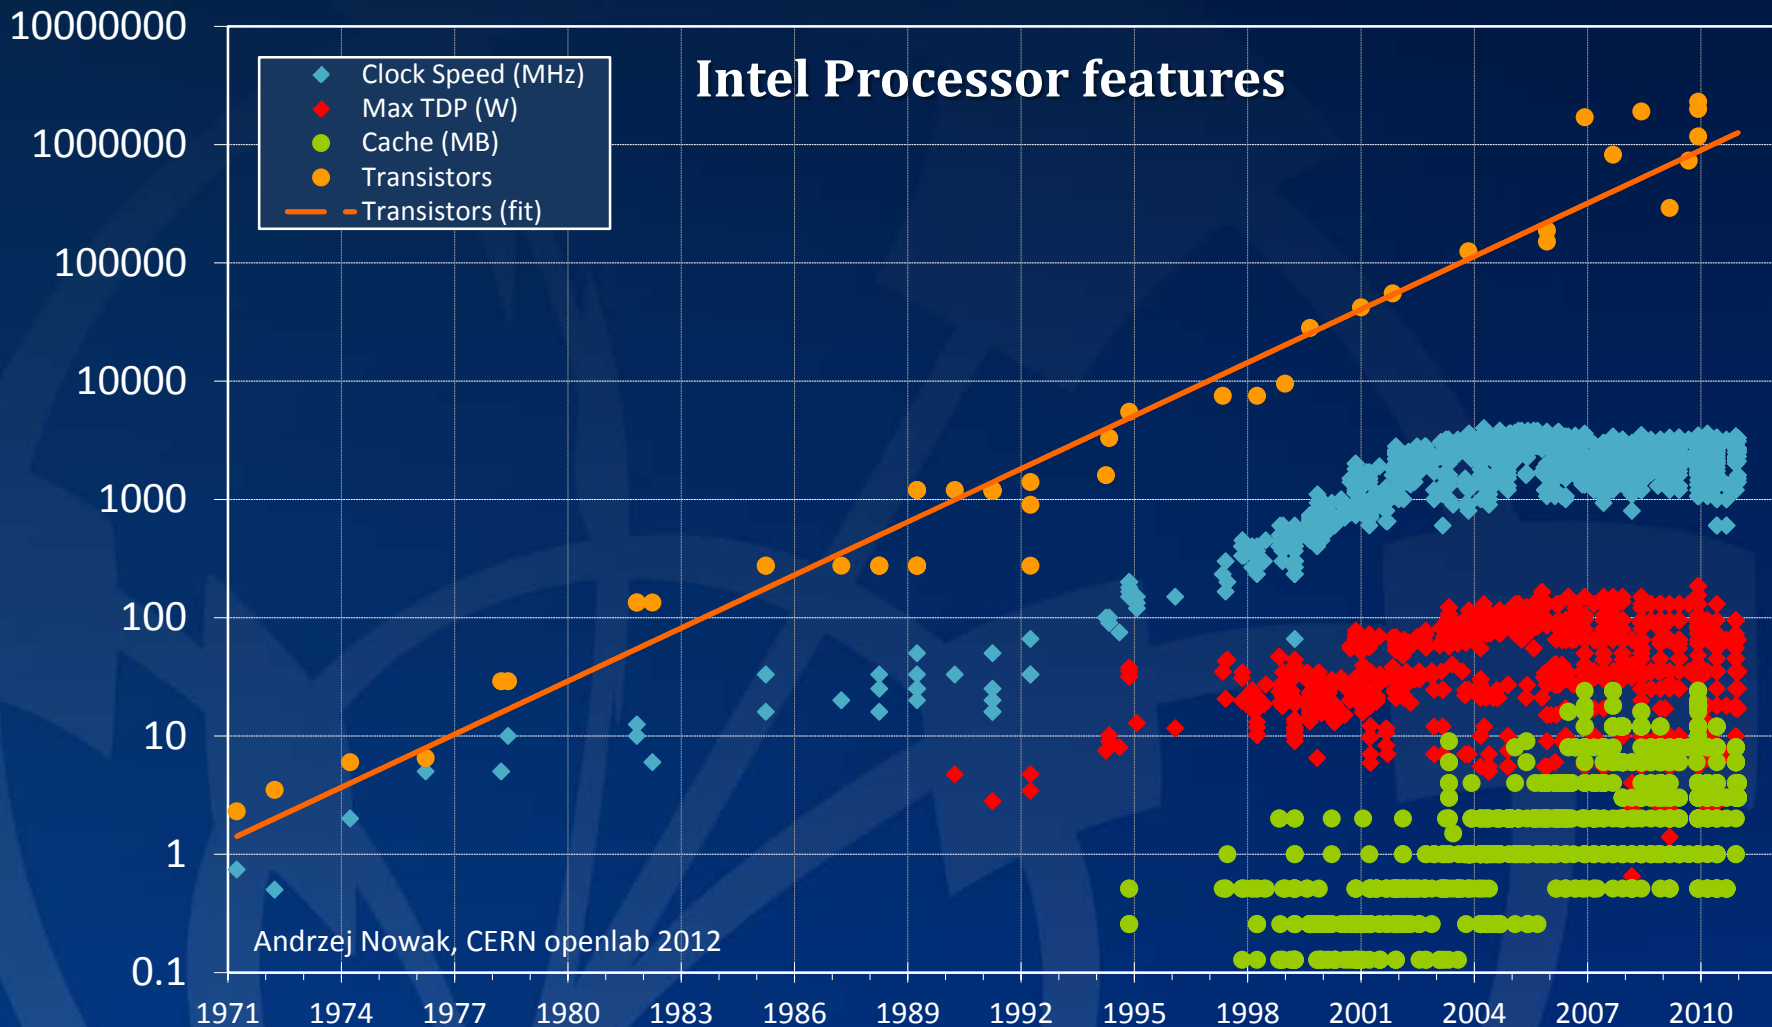 Intel Processor features
Clock Speed (MHz)
Max TDP (W)
Cache (MB)
Transistors
Transistors (fit)
10000000
1000000
100000
10000
1000
100
10
1
0.1
Andrzej Nowak, CERN openlab 2012
1971 1974 1977 1980 1983 1986 1989 1992 1995 1998 2001 2004 2007 2010